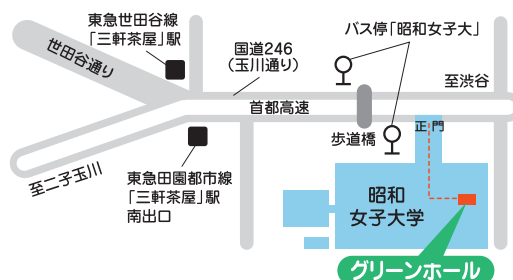 東急世田谷線
「三軒茶屋」駅
世田谷通り
国道246
(玉川通り)
バス停「昭和女子大」
至渋谷
首都高速
正門
歩道橋
至二子玉川
東急田園都市線
「三軒茶屋」駅
南出口
昭和
女子大学
グリーンホール